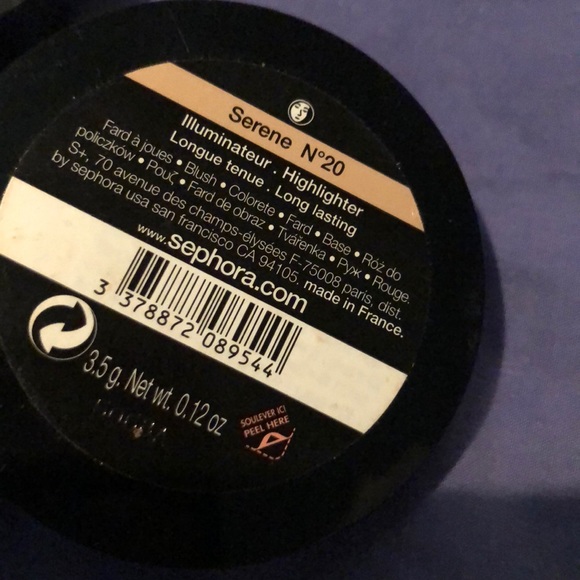 Serene N°20
Illuminateur . Highlighter
Longue tenue . Long lasting
Fard à joues • Blush • Colorete • Fard • Base • Róż do
policzków • Pouζ • Fard de obraz • Tvářenka • Руж • Rouge.
S+, 70 avenue des champs-élysées F-75008 paris, dist.
by sephora usa san francisco CA 94105. made in France.
www.sephora.com
3 378872 089544
3.5 g. Net wt. 0.12 oz
SOULEVER ICI
PEEL HERE